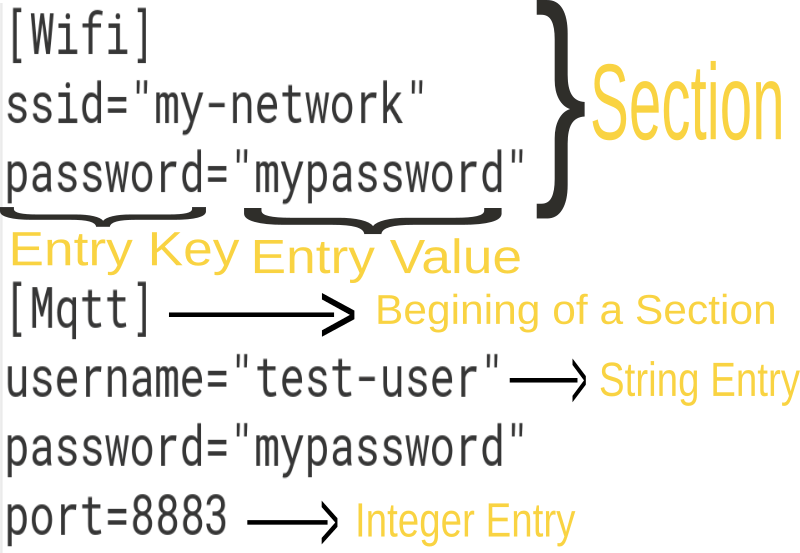 [Wifi]
ssid="my-network"
password="mypassword"
Section
Entry Key
Entry Value
[Mqtt]
Begining of a Section
username="test-user"
String Entry
password="mypassword"
port=8883
Integer Entry